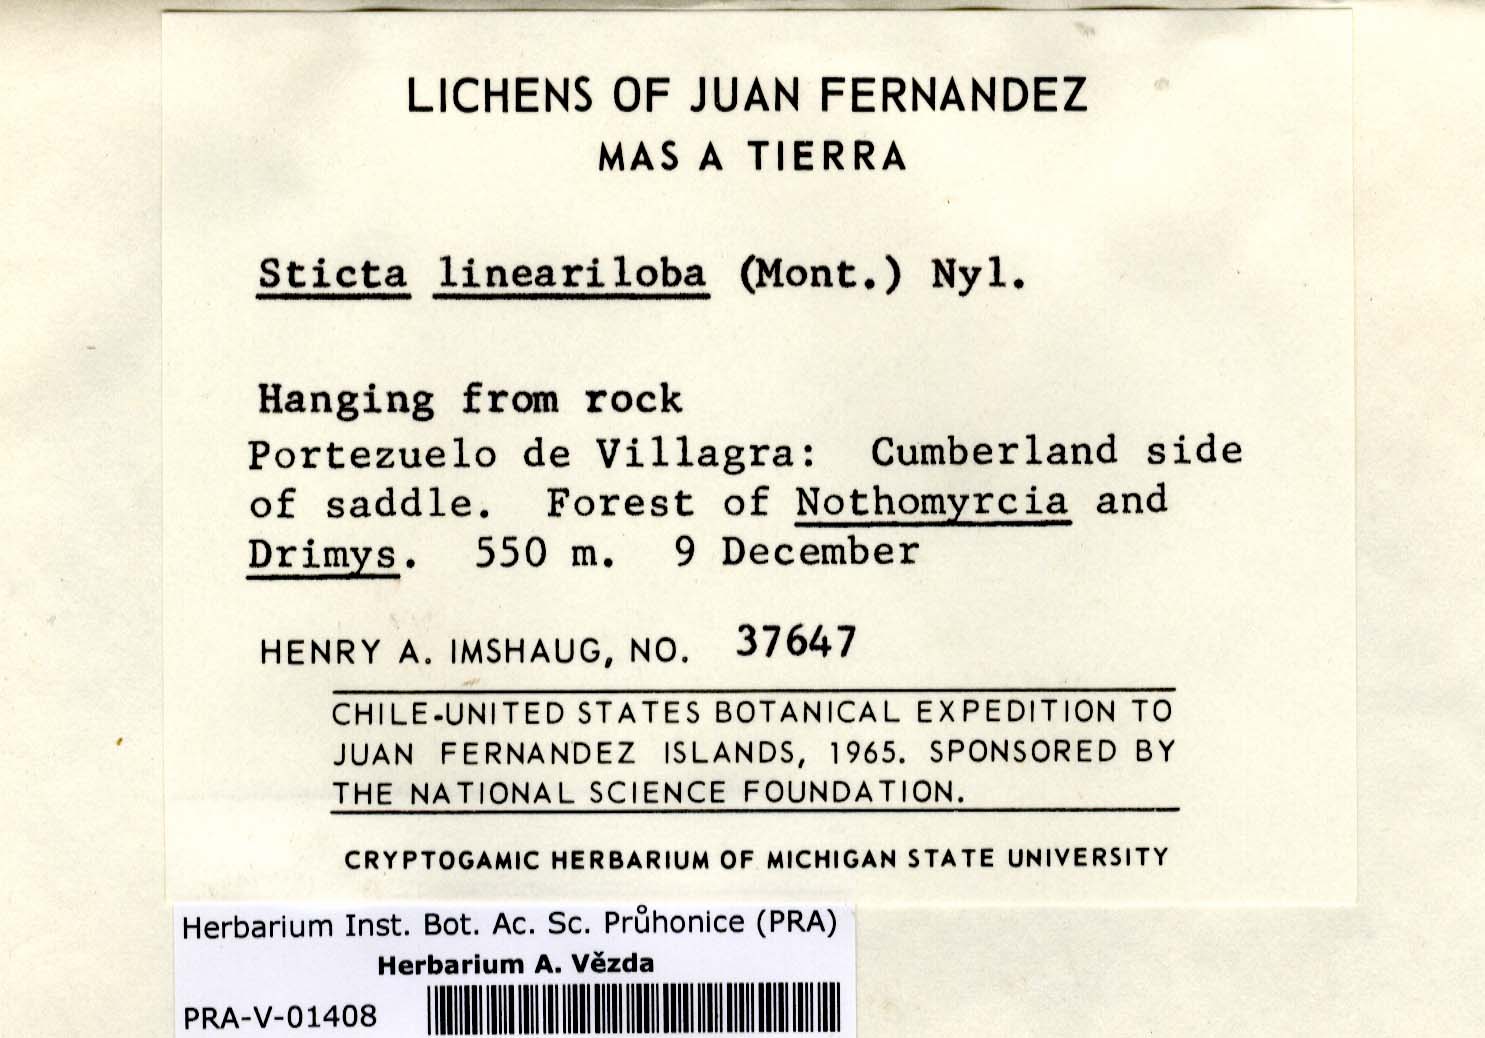 LICHENS OF JUAN FERNANDEZ
MAS A TIERRA
Sticta lineariloba (Mont.) Nyl.
Hanging from rock
Portezuelo de Villagra: Cumberland side
of saddle. Forest of Nothomyrcia and
Drimys. 550 m. 9 December
HENRY A. IMSHAUG, NO. 37647
CHILE-UNITED STATES BOTANICAL EXPEDITION TO
JUAN FERNANDEZ ISLANDS, 1965. SPONSORED BY
THE NATIONAL SCIENCE FOUNDATION.
CRYPTOGAMIC HERBARIUM OF MICHIGAN STATE UNIVERSITY
Herbarium Inst. Bot. Ac. Sc. Průhonice (PRA)
Herbarium A. Vězda
PRA-V-01408